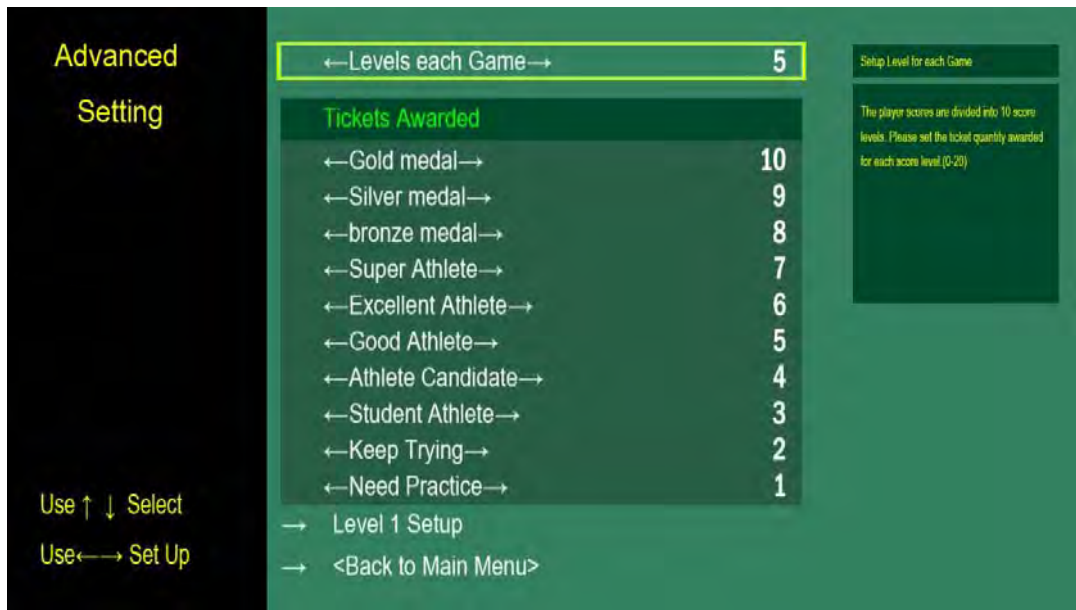 Advanced
Setting
←Levels each Game→ 5
Tickets Awarded
←Gold medal→ 10
←Silver medal→ 9
←bronze medal→ 8
←Super Athlete→ 7
←Excellent Athlete→ 6
←Good Athlete→ 5
←Athlete Candidate→ 4
←Student Athlete→ 3
←Keep Trying→ 2
←Need Practice→ 1
→ Level 1 Setup
→ <Back to Main Menu>
Use ↑ ↓ Select
Use←→ Set Up
Setup Level for each Game
The player scores are divided into 10 score
levels. Please set the ticket quantity awarded
for each score level.(0-20)